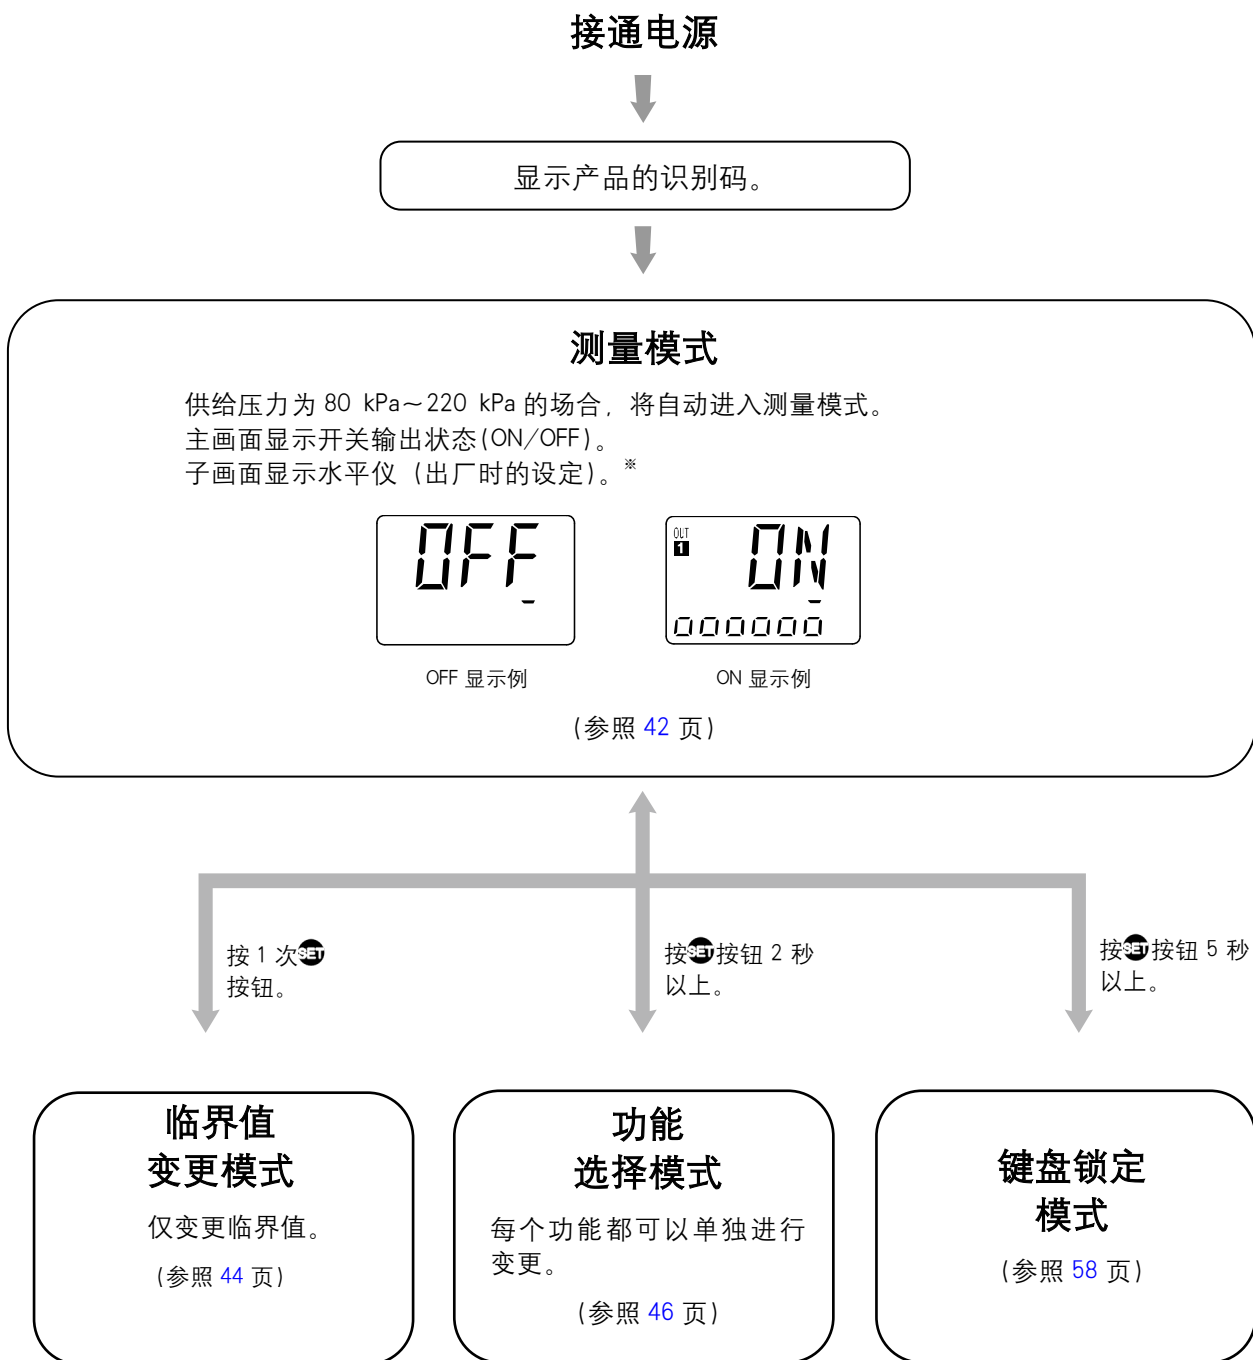 接通电源
显示产品的识别码。
测量模式
供给压力为 80 kPa～220 kPa 的场合，将自动进入测量模式。
主画面显示开关输出状态(ON/OFF)。
子画面显示水平仪（出厂时的设定）。※
OFF
OUT
1
ON
oooooo
OFF 显示例
ON 显示例
(参照 42 页)
按 1 次SET
按钮。
按SET按钮 2 秒
以上。
按SET按钮 5 秒
以上。
临界值
变更模式
仅变更临界值。
(参照 44 页)
功能
选择模式
每个功能都可以单独进行
变更。
(参照 46 页)
键盘锁定
模式
(参照 58 页)